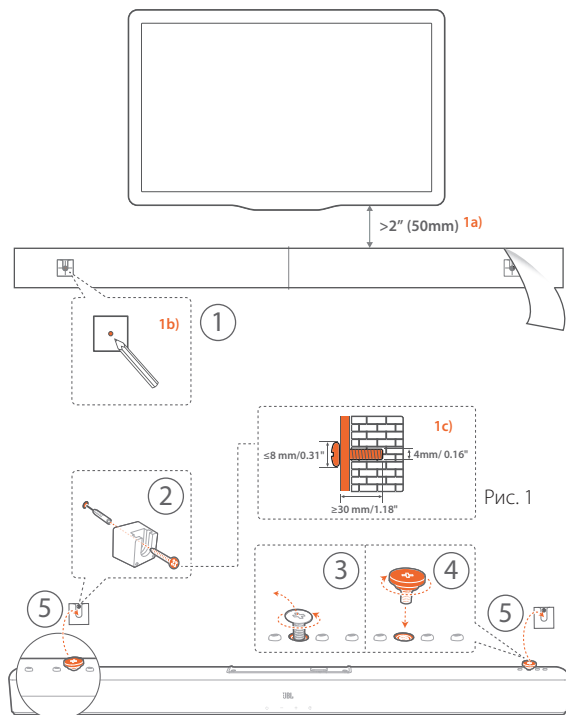 >2" (50mm) 1a)
1b)
1
1c)
≤8 mm/0.31"
4mm/ 0.16"
≥30 mm/1.18"
Рис. 1
2
3
4
5
5
JBL